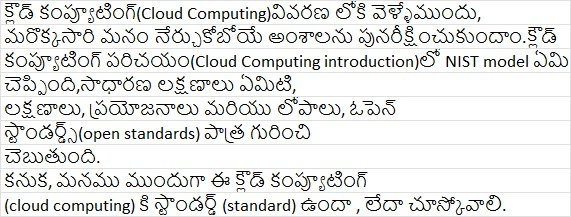 క్లౌడ్ కంప్యూటింగ్(Cloud Computing)వివరణ లోకి వెళ్ళేముందు,
మరొక్కసారి మనం నేర్చుకోబోయే అంశాలను పునరీక్షించుకుందాం.క్లౌడ్
కంప్యూటింగ్ పరిచయం(Cloud Computing introduction)లో NIST model ఏమి
చెప్పింది,సాధారణ లక్షణాలు ఏమిటి,
లక్షణాలు, ప్రయోజనాలు మరియు లోపాలు, ఓపెన్
స్టాండర్డ్స్(open standards) పాత్ర గురించి
చెబుతుంది.
కనుక, మనము ముందుగా ఈ క్లౌడ్ కంప్యూటింగ్
(cloud computing) కి స్టాండర్డ్ (standard) ఉందా , లేదా చూస్కోవాలి.